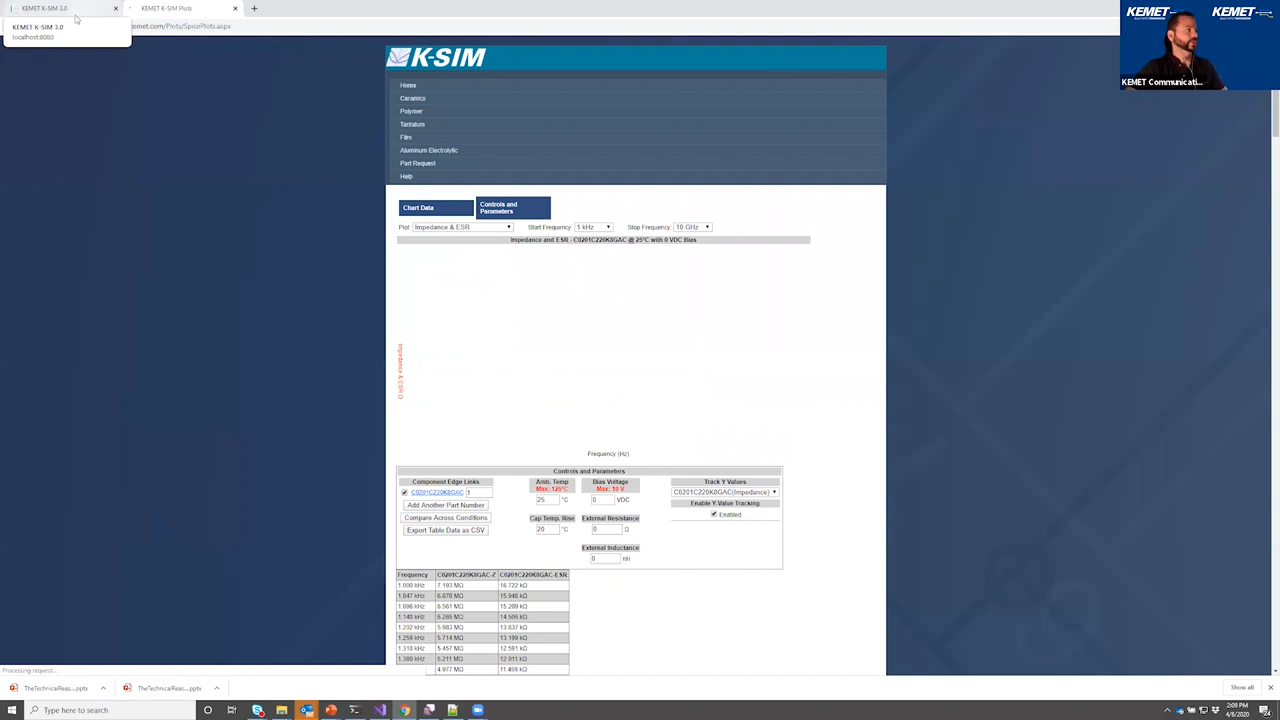 KEMET K-SIM 3.0
KEMET K-SIM Plots
KEMET K-SIM 3.0
localhost:8080
emet.com/Plots/SpicePlots.aspx
KEMET
KEMET
KEMET Communicati...
K-SIM
Home
Ceramics
Polymer
Tantalum
Film
Aluminum Electrolytic
Part Request
Help
Chart Data
Controls and Parameters
Plot: Impedance & ESR Start Frequency: 1 kHz Stop Frequency: 10 GHz
Impedance and ESR - C0201C220K8GAC @ 25°C with 0 VDC Bias
Impedance & ESR Ω
Frequency (Hz)
Controls and Parameters
Component Edge Links
C0201C220K8GAC 1
Add Another Part Number
Compare Across Conditions
Export Table Data as CSV
Amb. Temp
Max: 125°C
25 °C
Cap Temp. Rise
20 °C
Bias Voltage
Max: 10 V
0 VDC
External Resistance
0 Ω
External Inductance
0 nH
Track Y Values
C0201C220K8GAC(Impedance)
Enable Y-Value Tracking
Enabled
Frequency C0201C220K8GAC-Z C0201C220K8GAC-ESR
1.000 kHz 7.193 MΩ 16.722 kΩ
1.047 kHz 6.870 MΩ 15.948 kΩ
1.096 kHz 6.561 MΩ 15.209 kΩ
1.148 kHz 6.265 MΩ 14.506 kΩ
1.202 kHz 5.983 MΩ 13.837 kΩ
1.259 kHz 5.714 MΩ 13.199 kΩ
1.318 kHz 5.457 MΩ 12.591 kΩ
1.380 kHz 5.211 MΩ 12.011 kΩ
4.977 MΩ 11.459 kΩ
Processing request...
TheTechnicalReas....pptx
TheTechnicalReas....pptx
Show all
Type here to search
2:09 PM
4/8/2020